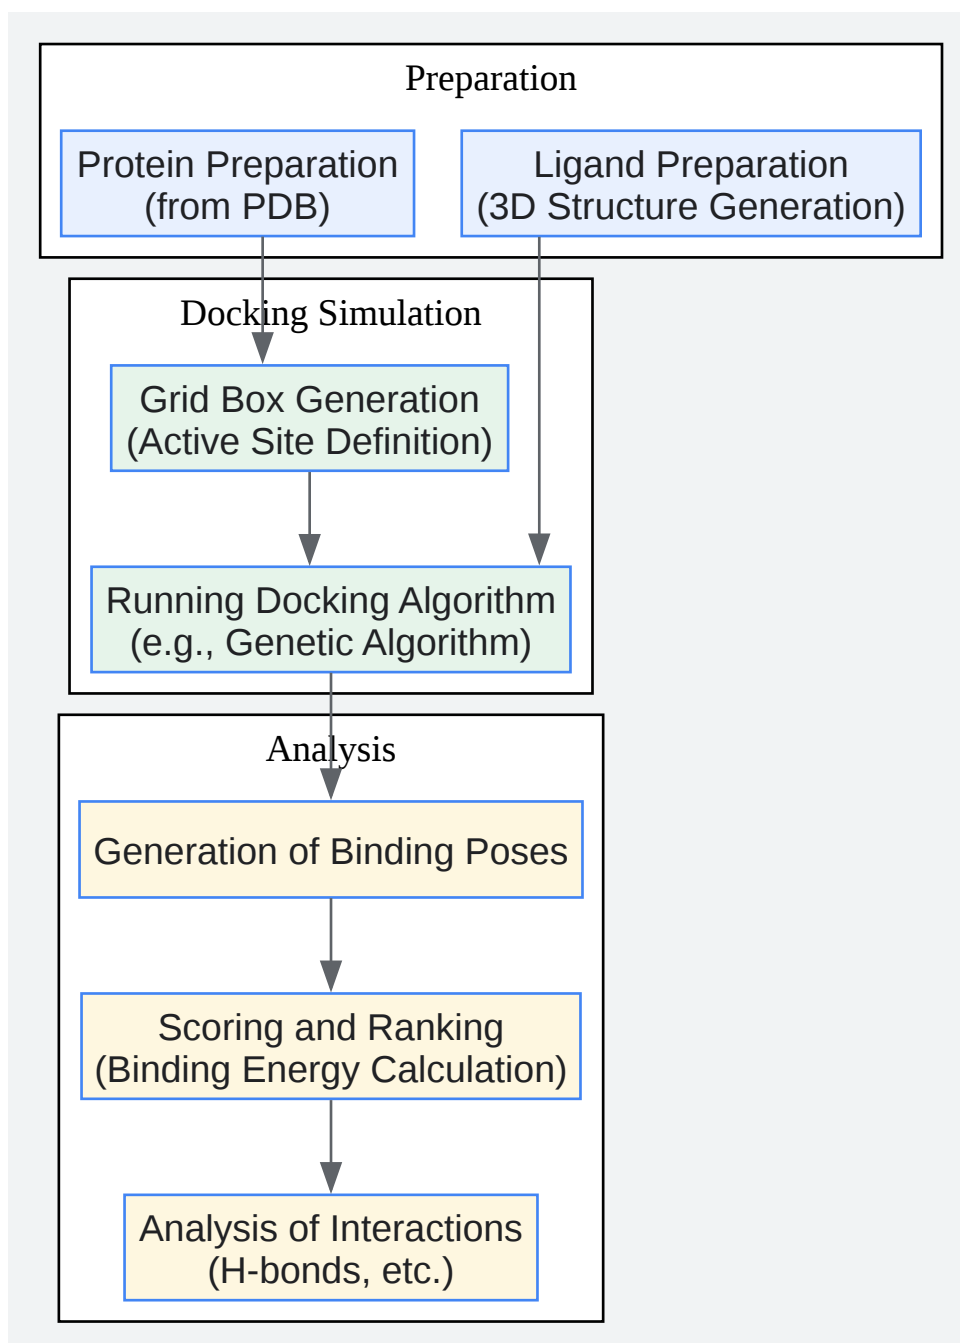 Preparation
Protein Preparation
(from PDB)
Ligand Preparation
(3D Structure Generation)
Docking Simulation
Grid Box Generation
(Active Site Definition)
Running Docking Algorithm
(e.g., Genetic Algorithm)
Analysis
Generation of Binding Poses
Scoring and Ranking
(Binding Energy Calculation)
Analysis of Interactions
(H-bonds, etc.)